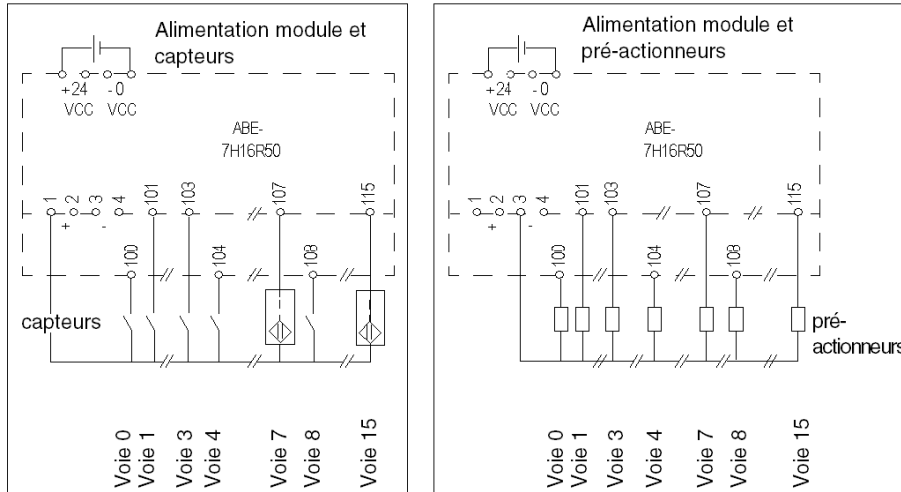 Alimentation module et
capteurs
+24 - 0
VCC VCC
ABE-
7H16R50
1 2 3 4 101 103 107 115
+ -
100 104 108
capteurs
Voie 0
Voie 1
Voie 3
Voie 4
Voie 7
Voie 8
Voie 15
Alimentation module et
pré-actionneurs
+24 - 0
VCC VCC
ABE-
7H16R50
1 2 3 4 101 103 107 115
+ -
100 104 108
pré-
actionneurs
Voie 0
Voie 1
Voie 3
Voie 4
Voie 7
Voie 8
Voie 15